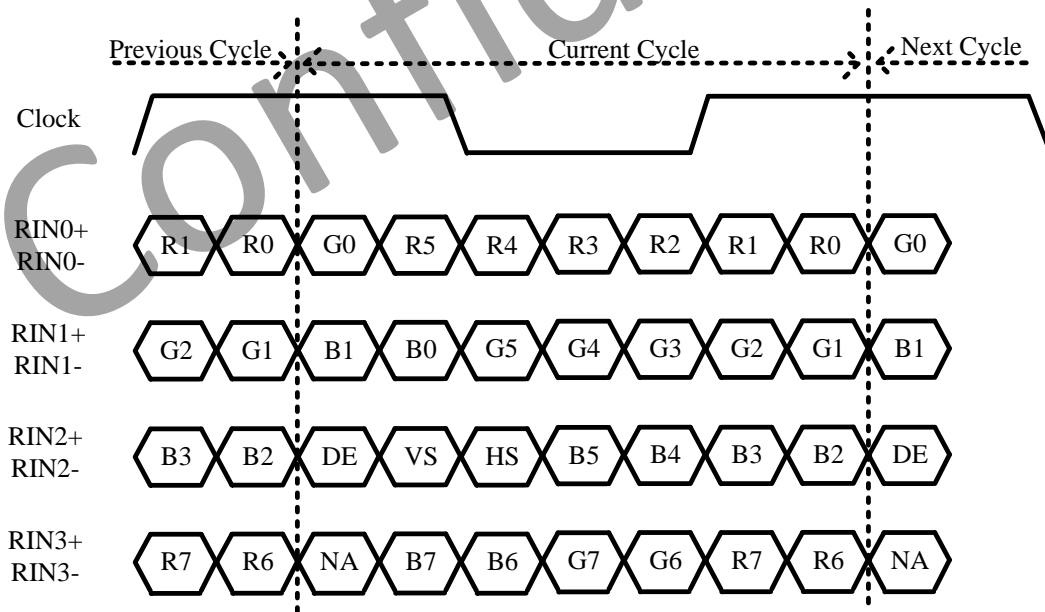 Previous Cycle Current Cycle Next Cycle
Clock
RIN0+
RIN0-
R1 R0 G0 R5 R4 R3 R2 R1 R0 G0
RIN1+
RIN1-
G2 G1 B1 B0 G5 G4 G3 G2 G1 B1
RIN2+
RIN2-
B3 B2 DE VS HS B5 B4 B3 B2 DE
RIN3+
RIN3-
R7 R6 NA B7 B6 G7 G6 R7 R6 NA